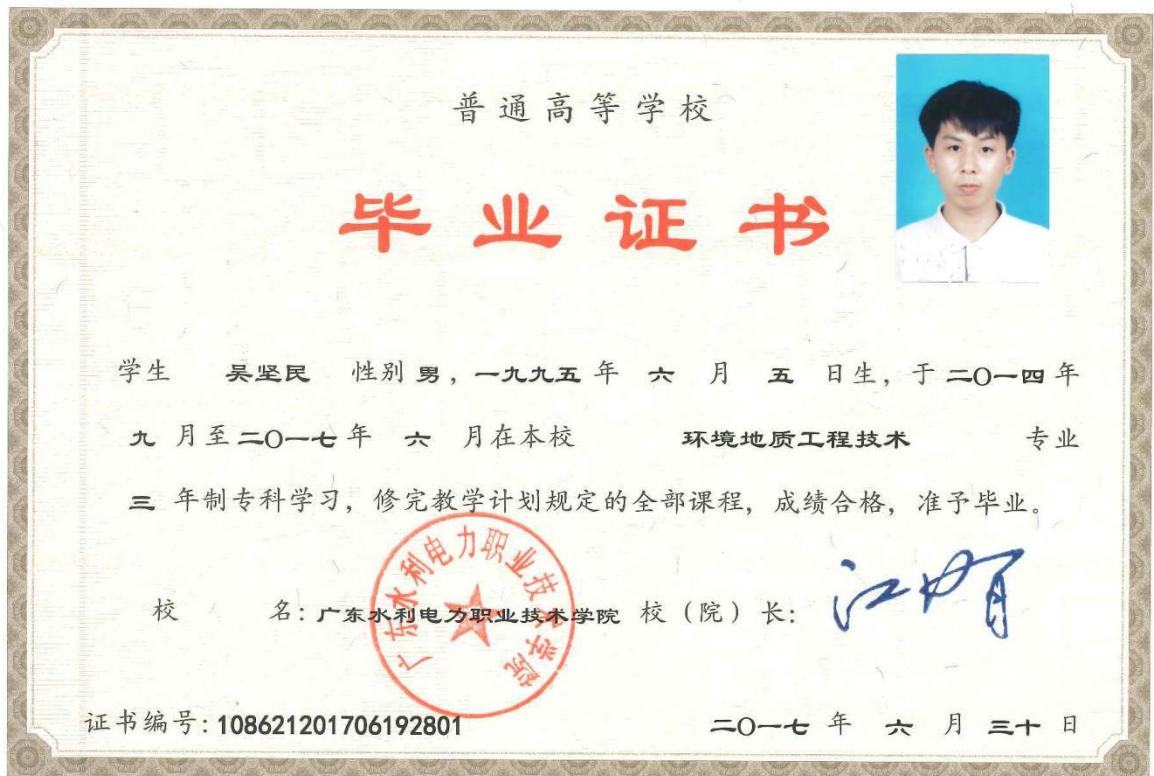 普通高等学校
毕业证书
学生 吴坚民 性别 男，一九九五 年 六 月 五 日生，于 二〇一四 年
九 月至 二〇一七 年 六 月在本校 环境地质工程技术 专业
三 年制专科学习，修完教学计划规定的全部课程，成绩合格，准予毕业。
广东水利电力职业技术学院
校 名：广东水利电力职业技术学院 校（院）长：
证书编号：108621201706192801 二〇一七 年 六 月 三十 日